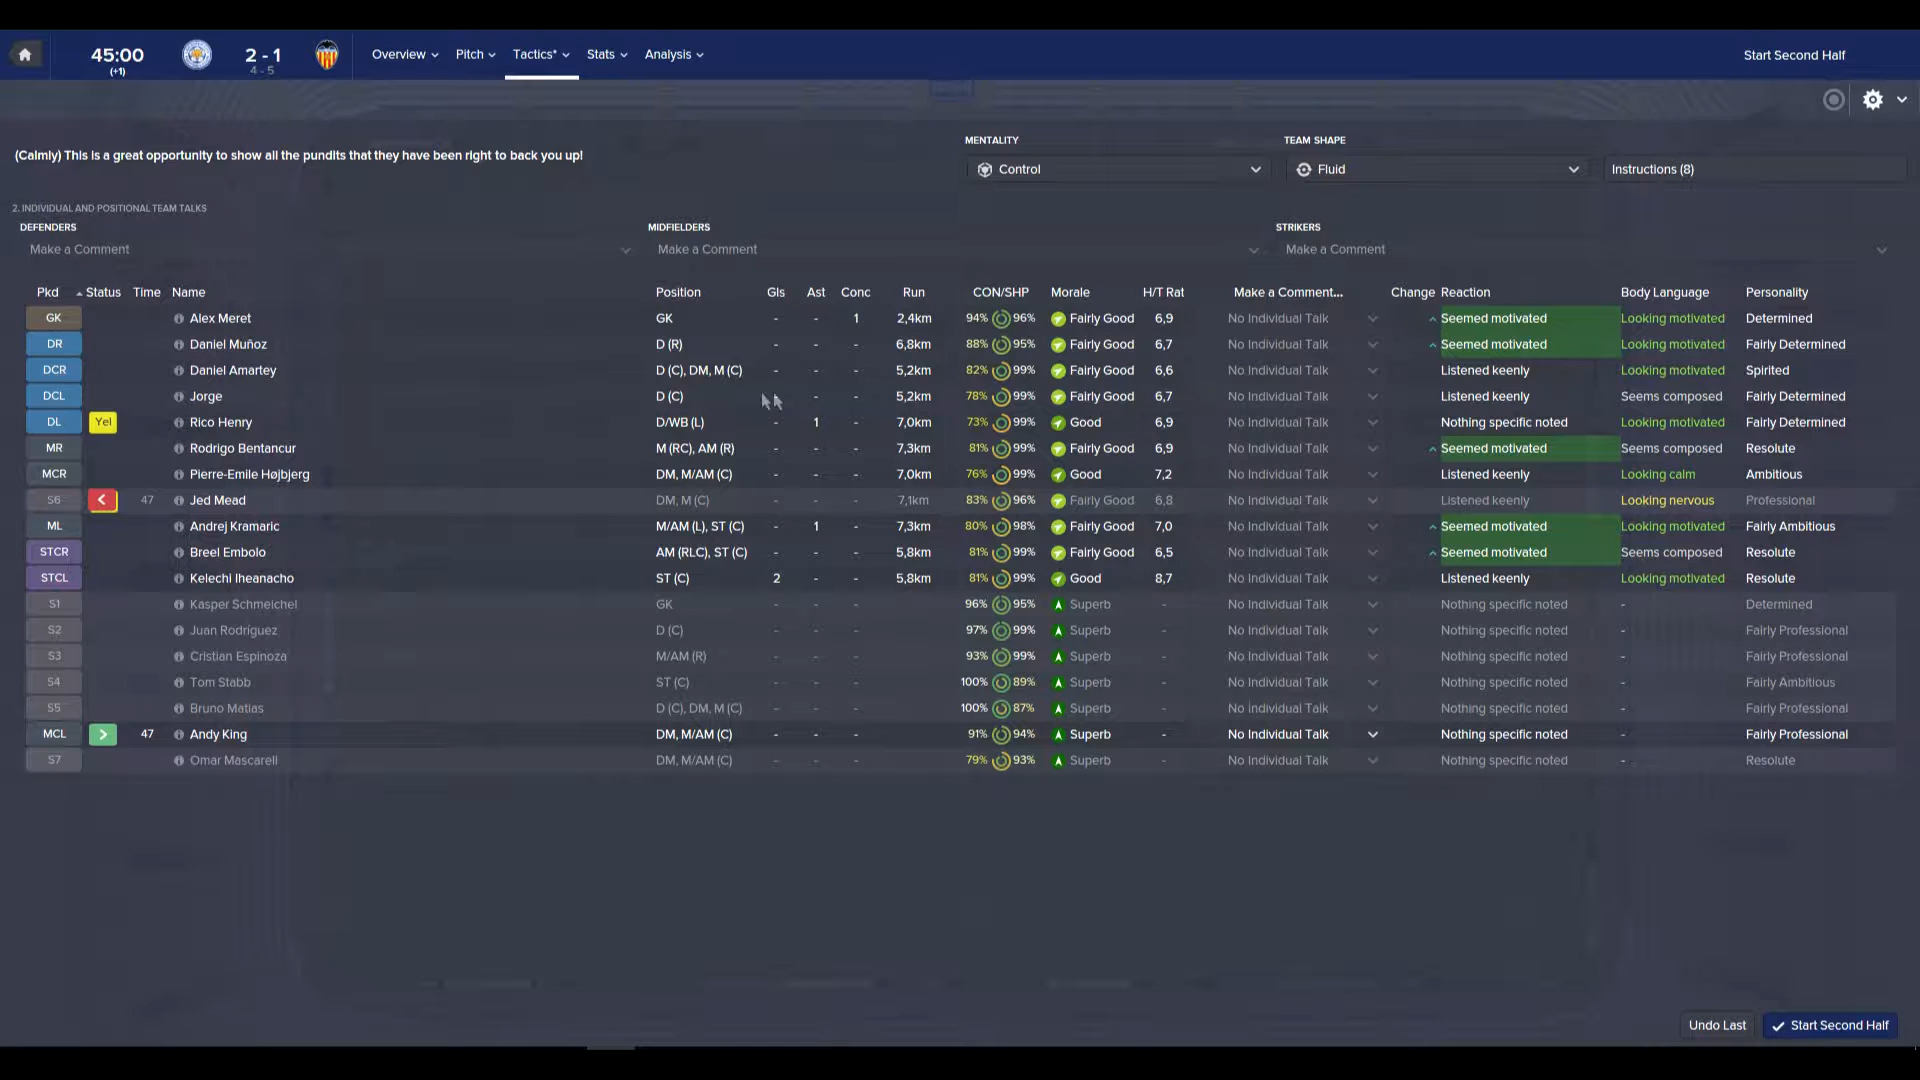 45:00 2 - 1 Overview Pitch Tactics* Stats Analysis Start Second Half
(+1) 4 - 5
MENTALITY TEAM SHAPE
(Calmly) This is a great opportunity to show all the pundits that they have been right to back you up!
Control Fluid Instructions (8)
2. INDIVIDUAL AND POSITIONAL TEAM TALKS
DEFENDERS MIDFIELDERS STRIKERS
Make a Comment Make a Comment Make a Comment
Pkd Status Time Name Position Gls Ast Conc Run CON/SHP Morale H/T Rat Make a Comment... Change Reaction Body Language Personality
GK Alex Meret GK - - 1 2,4km 94% 96% Fairly Good 6,9 No Individual Talk Seemed motivated Looking motivated Determined
DR Daniel Muñoz D (R) - - - 6,8km 88% 95% Fairly Good 6,7 No Individual Talk Seemed motivated Looking motivated Fairly Determined
DCR Daniel Amartey D (C), DM, M (C) - - - 5,2km 82% 99% Fairly Good 6,6 No Individual Talk Listened keenly Looking motivated Spirited
DCL Jorge D (C) - - 5,2km 78% 99% Fairly Good 6,7 No Individual Talk Listened keenly Seems composed Fairly Determined
DL Yel Rico Henry D/WB (L) - 1 - 7,0km 73% 99% Good 6,9 No Individual Talk Nothing specific noted Looking motivated Fairly Determined
MR Rodrigo Bentancur M (RC), AM (R) - - - 7,3km 81% 99% Fairly Good 6,9 No Individual Talk Seemed motivated Seems composed Resolute
MCR Pierre-Emile Højbjerg DM, M/AM (C) - - - 7,0km 76% 99% Good 7,2 No Individual Talk Listened keenly Looking calm Ambitious
S6 47 Jed Mead DM, M (C) - - - 7,1km 83% 96% Fairly Good 6,8 No Individual Talk Listened keenly Looking nervous Professional
ML Andrej Kramaric M/AM (L), ST (C) - 1 - 7,3km 80% 98% Fairly Good 7,0 No Individual Talk Seemed motivated Looking motivated Fairly Ambitious
STCR Breel Embolo AM (RLC), ST (C) - - - 5,8km 81% 99% Fairly Good 6,5 No Individual Talk Seemed motivated Seems composed Resolute
STCL Kelechi Iheanacho ST (C) 2 - - 5,8km 81% 99% Good 8,7 No Individual Talk Listened keenly Looking motivated Resolute
S1 Kasper Schmeichel GK - - - 96% 95% Superb - No Individual Talk Nothing specific noted - Determined
S2 Juan Rodríguez D (C) - - - 97% 99% Superb - No Individual Talk Nothing specific noted - Fairly Professional
S3 Cristian Espinoza M/AM (R) - - - 93% 99% Superb - No Individual Talk Nothing specific noted - Fairly Professional
S4 Tom Stabb ST (C) - - - 100% 89% Superb - No Individual Talk Nothing specific noted - Fairly Ambitious
S5 Bruno Matias D (C), DM, M (C) - - - 100% 87% Superb - No Individual Talk Nothing specific noted - Fairly Professional
MCL 47 Andy King DM, M/AM (C) - - - 91% 94% Superb - No Individual Talk Nothing specific noted - Fairly Professional
S7 Omar Mascarell DM, M/AM (C) - - - 79% 93% Superb - No Individual Talk Nothing specific noted - Resolute
Undo Last Start Second Half